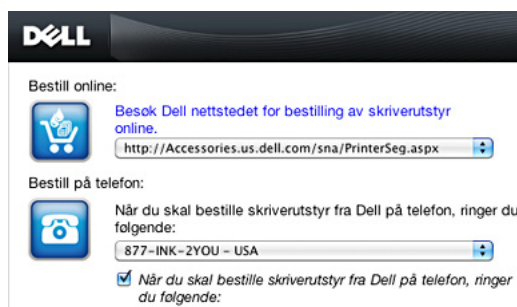 DELL
Bestill online:
Besøk Dell nettstedet for bestilling av skriverutstyr
online.
http://Accessories.us.dell.com/sna/PrinterSeg.aspx
Bestill på telefon:
Når du skal bestille skriverutstyr fra Dell på telefon, ringer du
følgende:
877-INK-2YOU - USA
Når du skal bestille skriverutstyr fra Dell på telefon, ringer
du følgende: